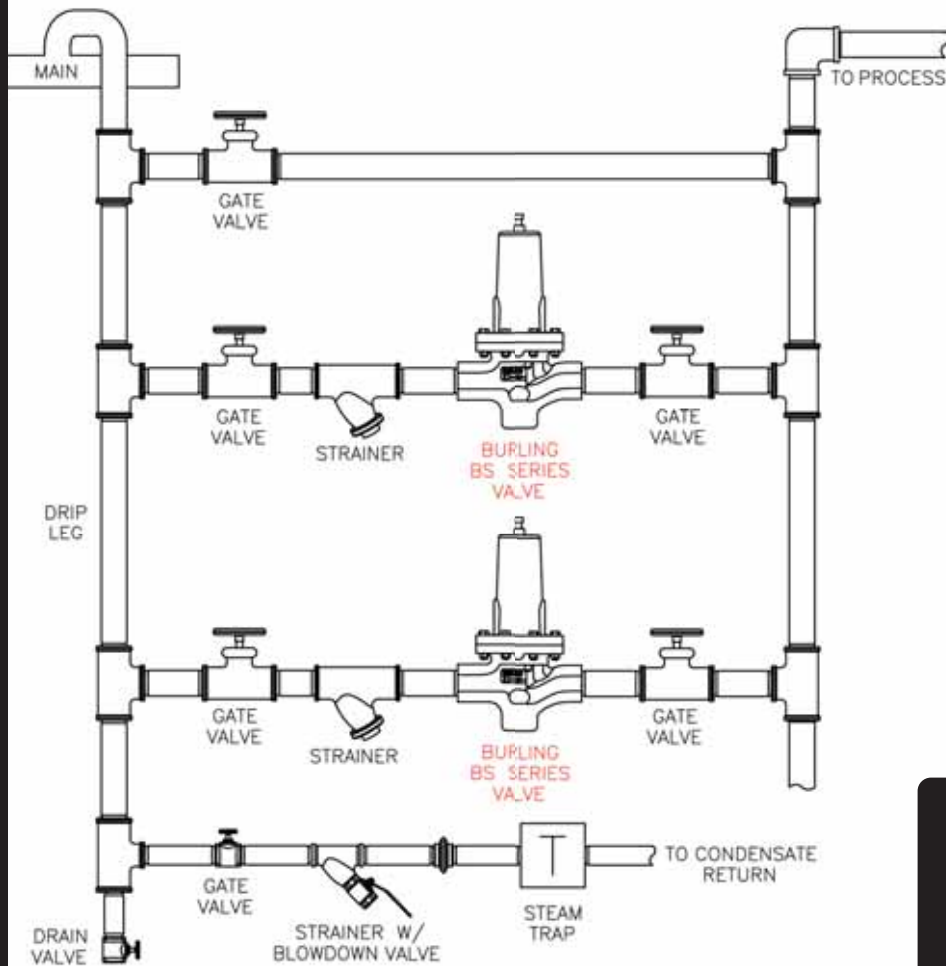 MAIN
TO PROCESS
GATE
VALVE
GATE
VALVE
STRAINER
BURLING
BS SERIES
VALVE
GATE
VALVE
DRIP
LEG
GATE
VALVE
STRAINER
BURLING
BS SERIES
VALVE
GATE
VALVE
GATE
VALVE
STRAINER W/
BLOWDOWN VALVE
T
STEAM
TRAP
TO CONDENSATE
RETURN
DRAIN
VALVE